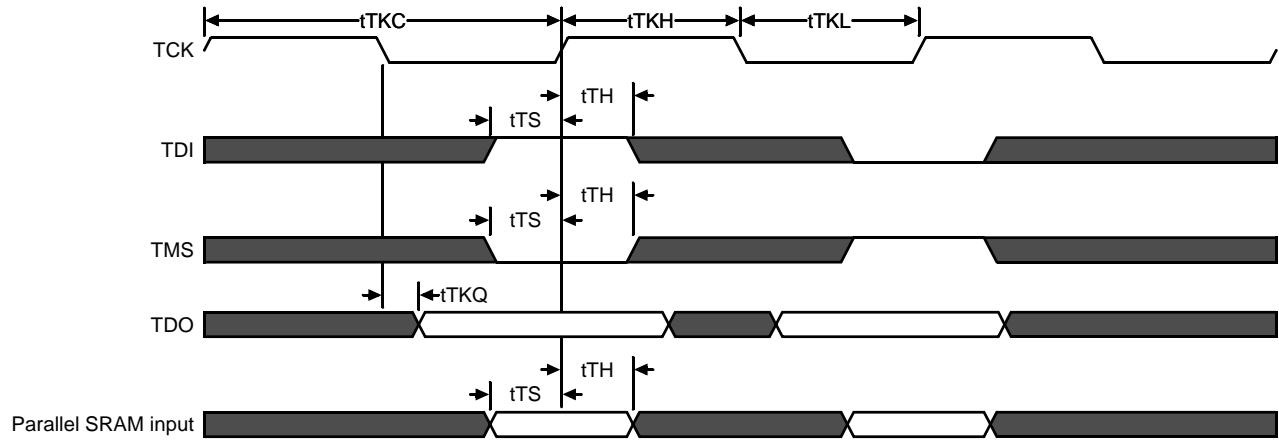 tTKC
tTKH
tTKL
TCK
tTH
tTS
TDI
tTH
tTS
TMS
tTKQ
TDO
tTH
tTS
Parallel SRAM input